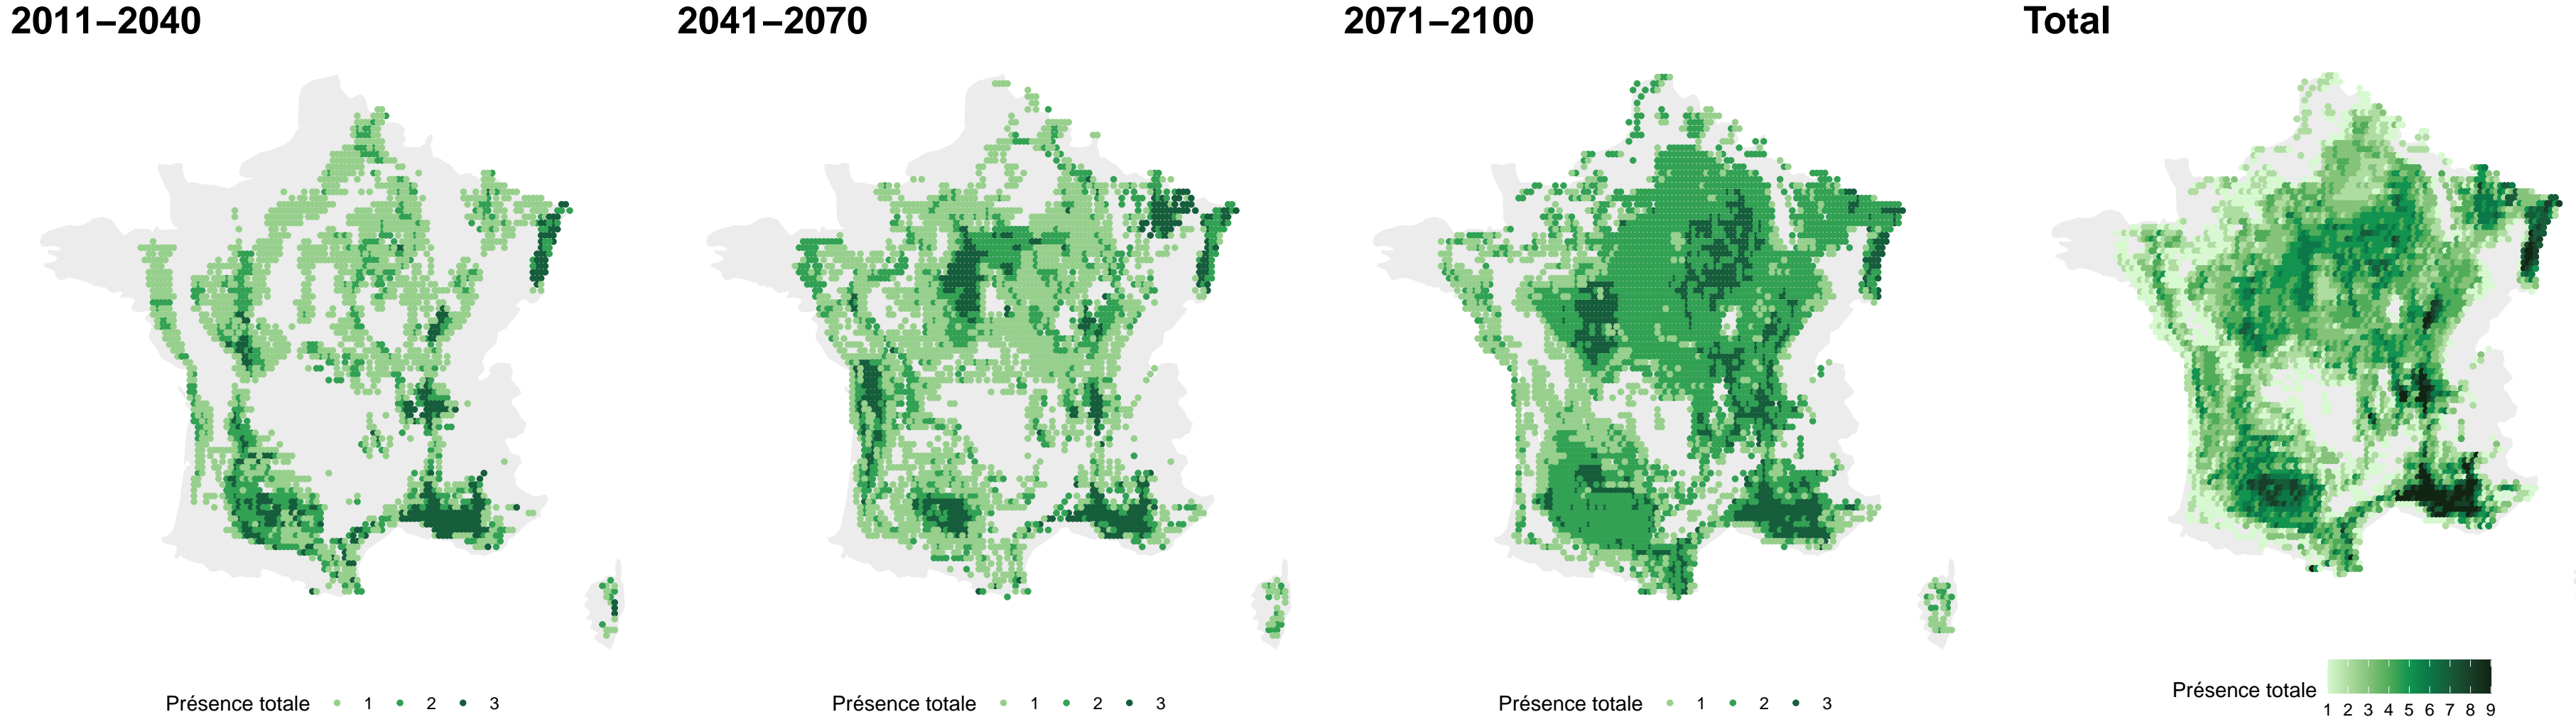 2011–2040 2041–2070 2071–2100 Total
Présence totale 1 2 3 Présence totale 1 2 3 Présence totale 1 2 3 Présence totale
1 2 3 4 5 6 7 8 9